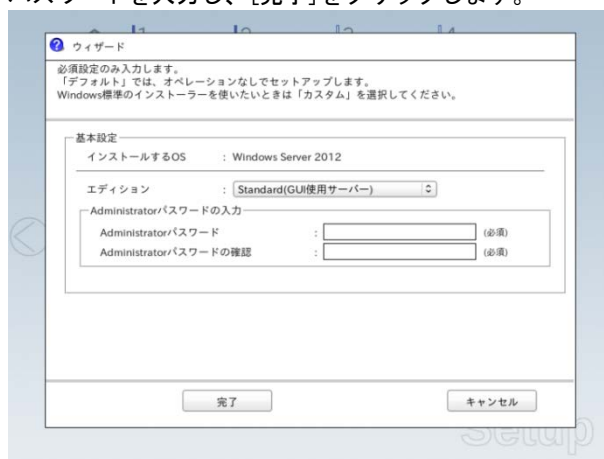 パスワードを入力し、[完了]をクリックします。
ウィザード
必須設定のみ入力します。
「デフォルト」では、オペレーションなしでセットアップします。
Windows標準のインストーラーを使いたいときは「カスタム」を選択してください。
基本設定
インストールするOS : Windows Server 2012
エディション : Standard(GUI使用サーバー)
Administratorパスワードの入力
Administratorパスワード : (必須)
Administratorパスワードの確認 : (必須)
完了 キャンセル
Setup